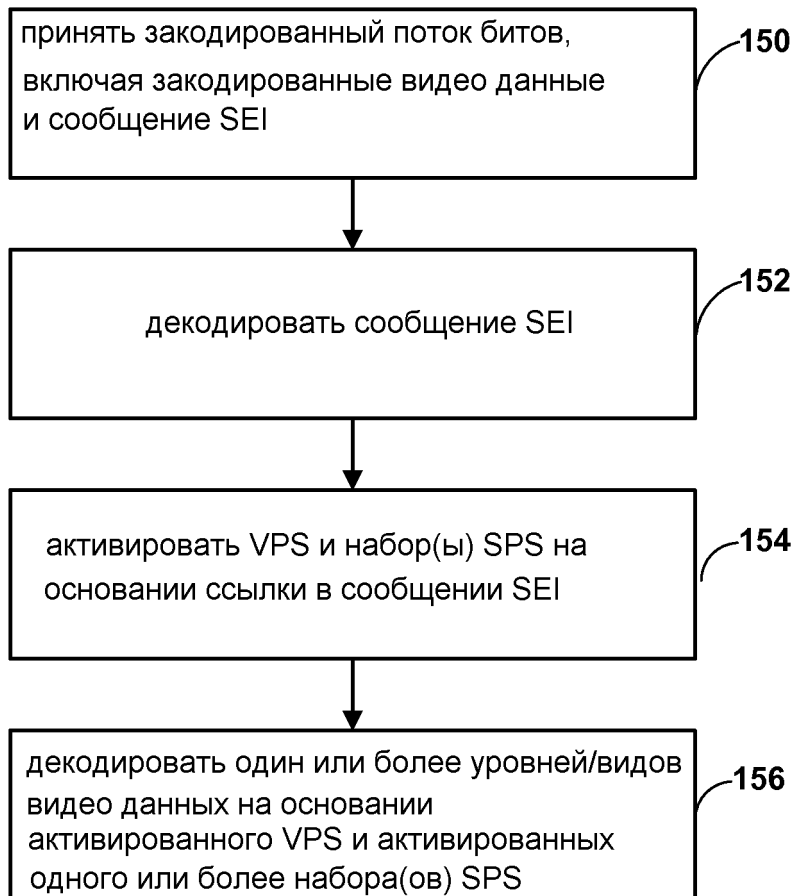 принять закодированный поток битов,
включая закодированные видео данные
и сообщение SEI
150
декодировать сообщение SEI
152
активировать VPS и набор(ы) SPS на
основании ссылки в сообщении SEI
154
декодировать один или более уровней/видов
видео данных на основании
активированного VPS и активированных
одного или более набора(ов) SPS
156